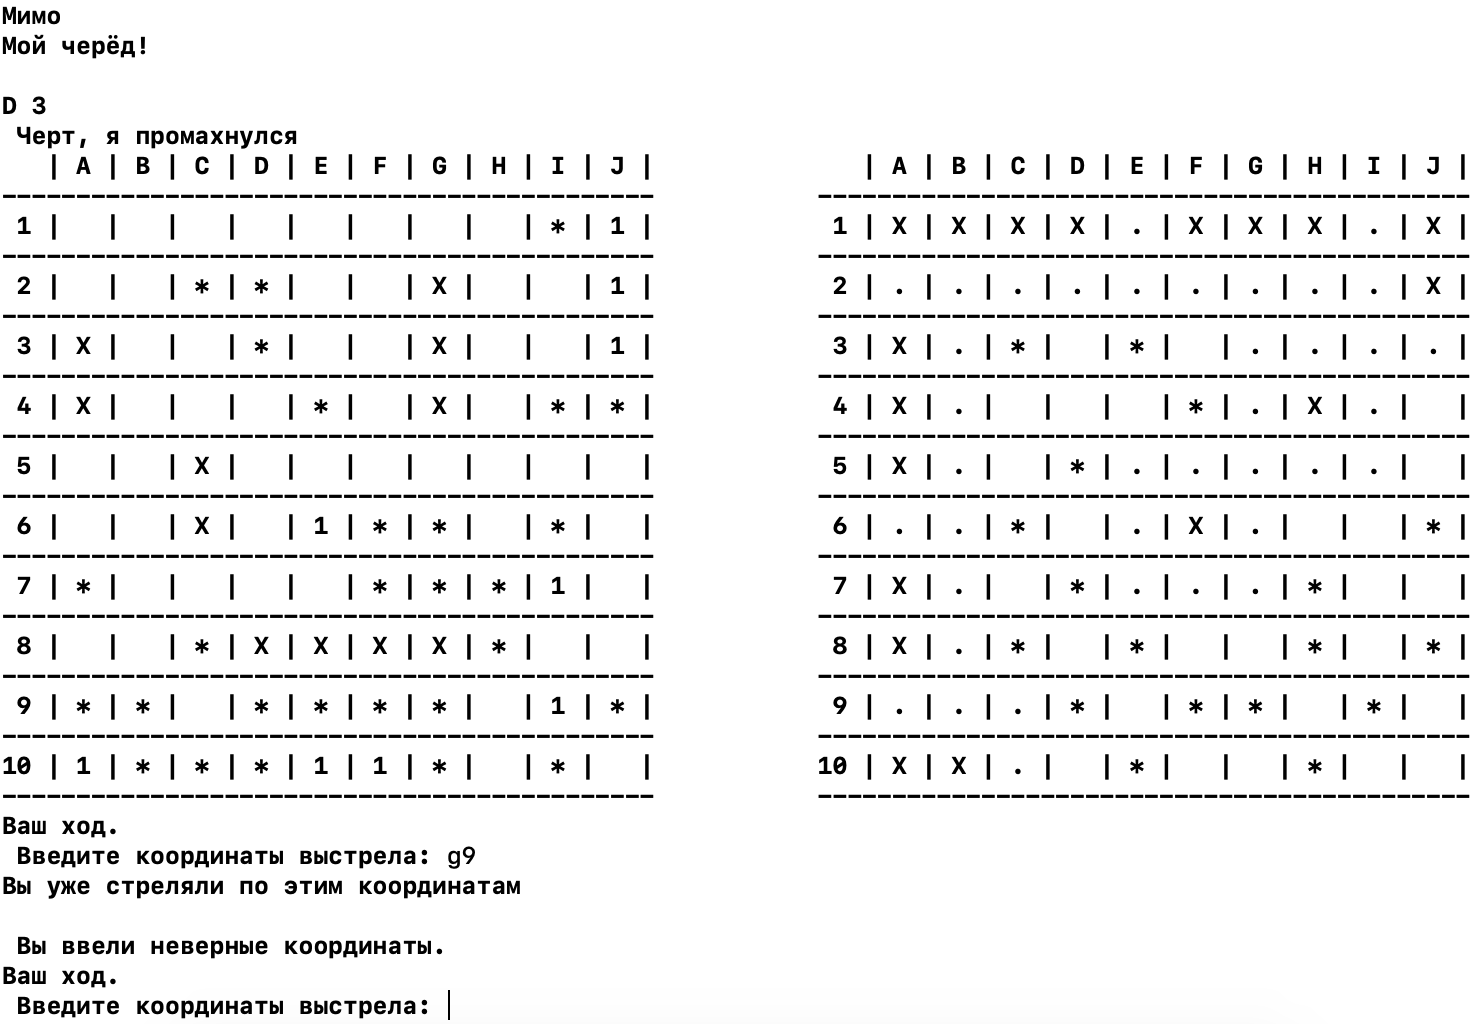 Мимо
Мой черёд!
D 3
Черт, я промахнулся
| A | B | C | D | E | F | G | H | I | J |    | A | B | C | D | E | F | G | H | I | J |
1 |   |   |   |   |   |   |   |   | * | 1 |    1 | X | X | X | X | . | X | X | X | . | X |
2 |   |   | * | * |   |   | X |   |   | 1 |    2 | . | . | . | . | . | . | . | . | . | X |
3 | X |   |   | * |   |   | X |   |   | 1 |    3 | X | . | * |   | * |   | . | . | . | . |
4 | X |   |   |   | * |   | X |   | * | * |    4 | X | . |   |   |   | * | . | X | . |   |
5 |   |   | X |   |   |   |   |   |   |   |    5 | X | . |   | * | . | . | . | . | . |   |
6 |   |   | X |   | 1 | * | * |   | * |   |    6 | . | . | * |   | . | X | . |   |   | * |
7 | * |   |   |   |   | * | * | * | 1 |   |    7 | X | . |   | * | . | . | . | * |   |   |
8 |   |   | * | X | X | X | X | * |   |   |    8 | X | . | * |   | * |   |   | * |   | * |
9 | * | * |   | * | * | * | * |   | 1 | * |    9 | . | . | . | * |   | * | * |   | * |   |
10 | 1 | * | * | * | 1 | 1 | * |   | * |   |    10 | X | X | . |   | * |   |   | * |   |   |
Ваш ход.
Введите координаты выстрела: g9
Вы уже стреляли по этим координатам
Вы ввели неверные координаты.
Ваш ход.
Введите координаты выстрела: